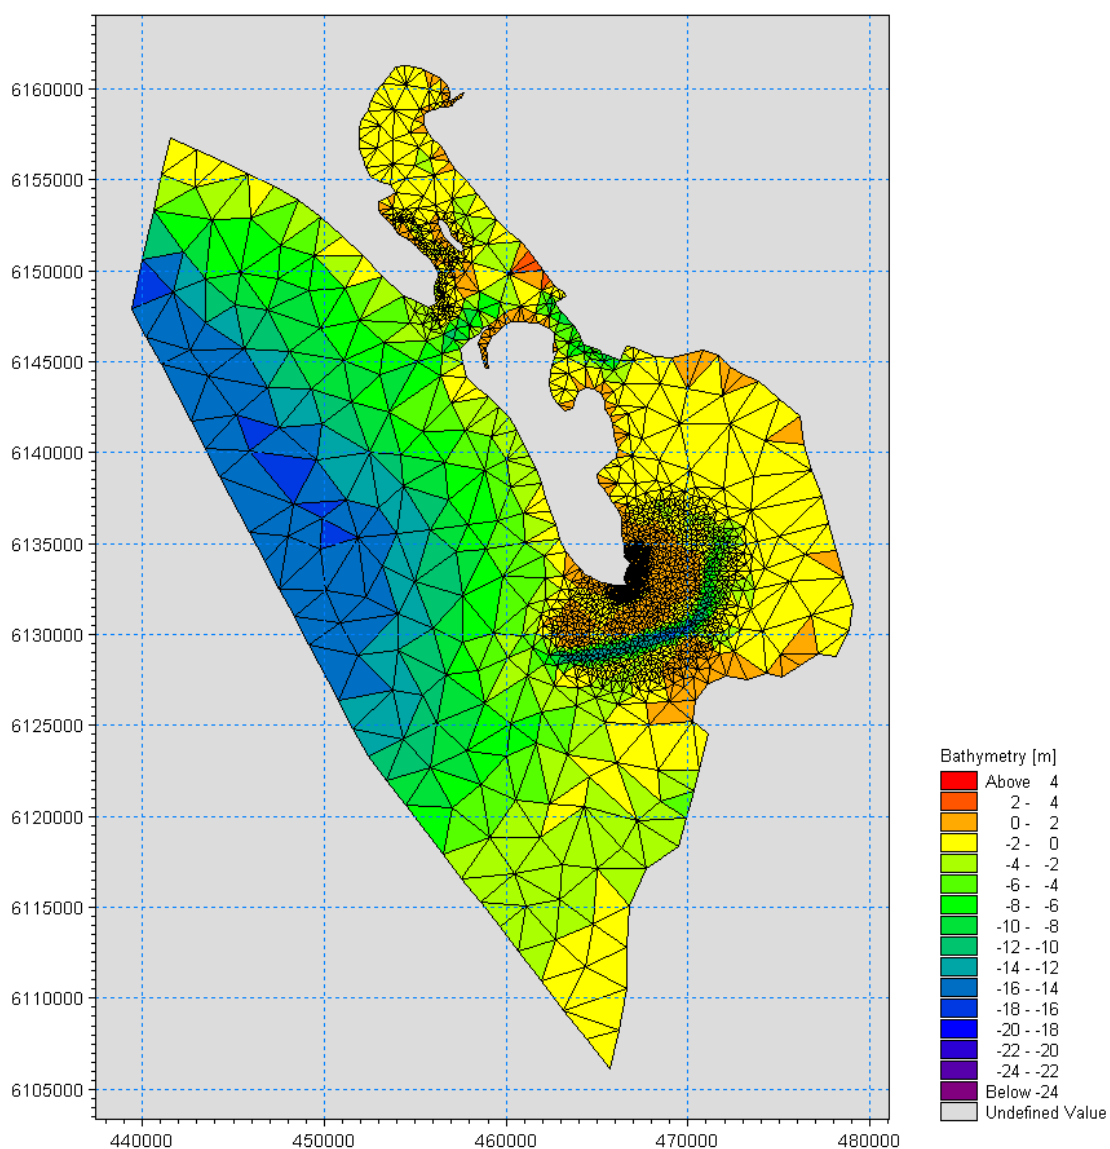 6160000
6155000
6150000
6145000
6140000
6135000
6130000
6125000
6120000
6115000
6110000
6105000
440000 450000 460000 470000 480000
Bathymetry [m]
Above 4
2 - 4
0 - 2
-2 - 0
-4 - -2
-6 - -4
-8 - -6
-10 - -8
-12 - -10
-14 - -12
-16 - -14
-18 - -16
-20 - -18
-22 - -20
-24 - -22
Below -24
Undefined Value